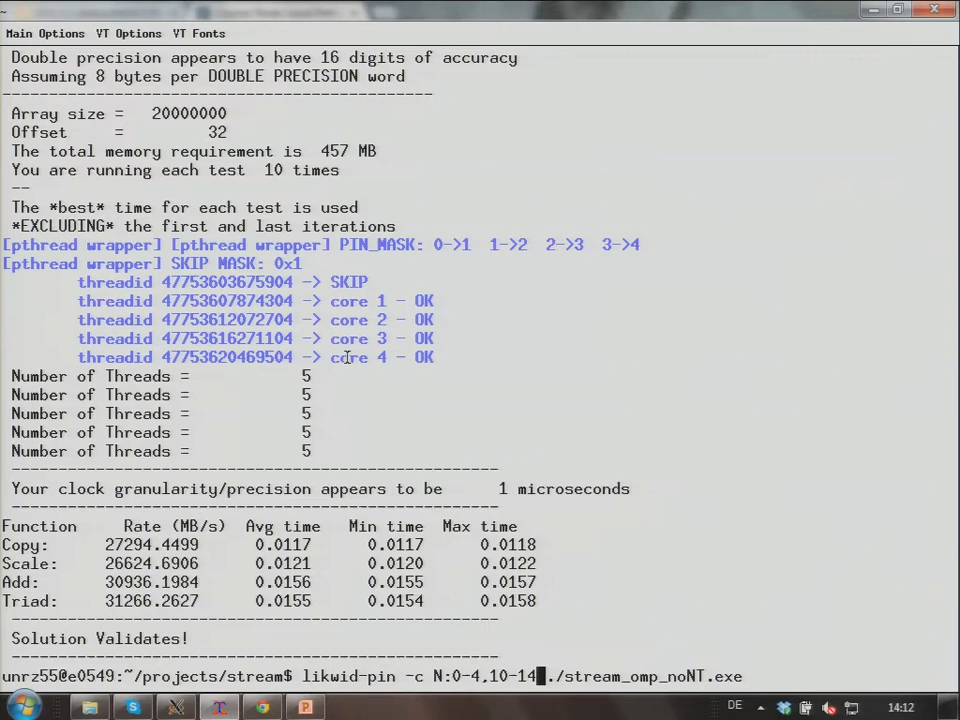 ~
Main Options  VT Options  VT Fonts
Double precision appears to have 16 digits of accuracy
Assuming 8 bytes per DOUBLE PRECISION word
----------------------------------------------
Array size =   20000000
Offset     =         32
The total memory requirement is  457 MB
You are running each test  10 times
--
The *best* time for each test is used
*EXCLUDING* the first and last iterations
[pthread wrapper] [pthread wrapper] PIN_MASK: 0->1  1->2  2->3  3->4
[pthread wrapper] SKIP MASK: 0x1
threadid 47753603675904 -> SKIP
threadid 47753607874304 -> core 1 - OK
threadid 47753612072704 -> core 2 - OK
threadid 47753616271104 -> core 3 - OK
threadid 47753620469504 -> core 4 - OK
Number of Threads =            5
Number of Threads =            5
Number of Threads =            5
Number of Threads =            5
Number of Threads =            5
----------------------------------------------------
Your clock granularity/precision appears to be      1 microseconds
----------------------------------------------------
Function     Rate (MB/s)  Avg time   Min time  Max time
Copy:      27294.4499      0.0117      0.0117      0.0118
Scale:     26624.6906      0.0121      0.0120      0.0122
Add:       30936.1984      0.0156      0.0155      0.0157
Triad:     31266.2627      0.0155      0.0154      0.0158
----------------------------------------------------
Solution Validates!
----------------------------------------------------
unrz55@e0549:~/projects/stream$ likwid-pin -c N:0-4,10-14 ./stream_omp_noNT.exe
DE 14:12